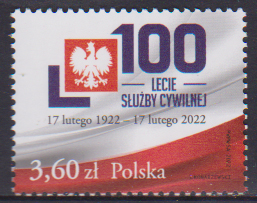 100
LECIE
SŁUŻBY CYWILNEJ
17 lutego 1922 – 17 lutego 2022
3,60 zł Polska